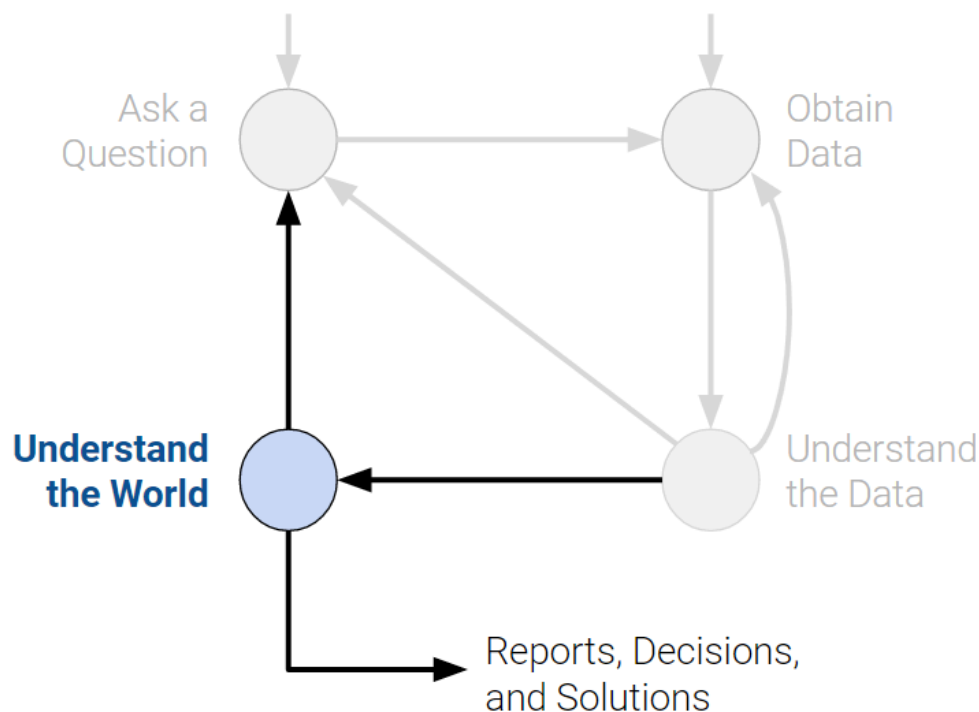 Ask a
Question
Obtain
Data
Understand
the World
Understand
the Data
Reports, Decisions,
and Solutions